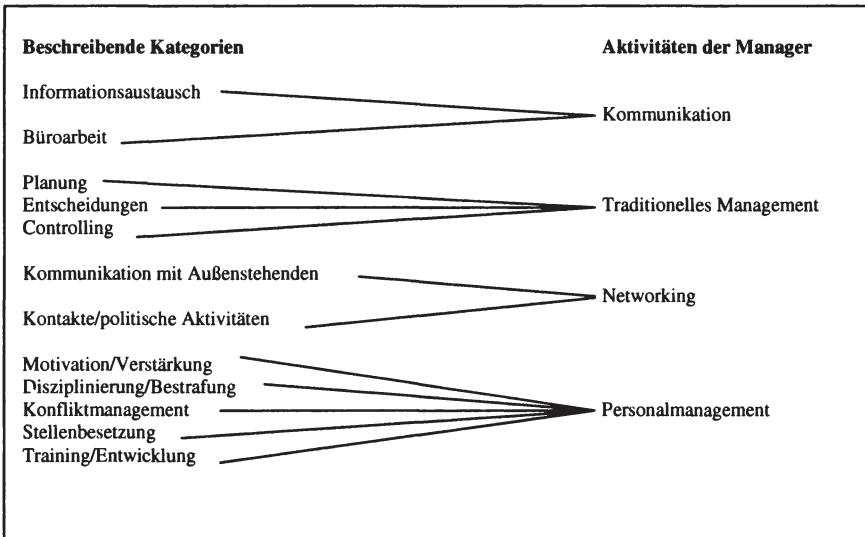 Beschreibende Kategorien Aktivitäten der Manager
Informationsaustausch
Kommunikation
Büroarbeit
Planung
Entscheidungen Traditionelles Management
Controlling
Kommunikation mit Außenstehenden
Networking
Kontakte/politische Aktivitäten
Motivation/Verstärkung
Disziplinierung/Bestrafung
Konfliktmanagement Personalmanagement
Stellenbesetzung
Training/Entwicklung